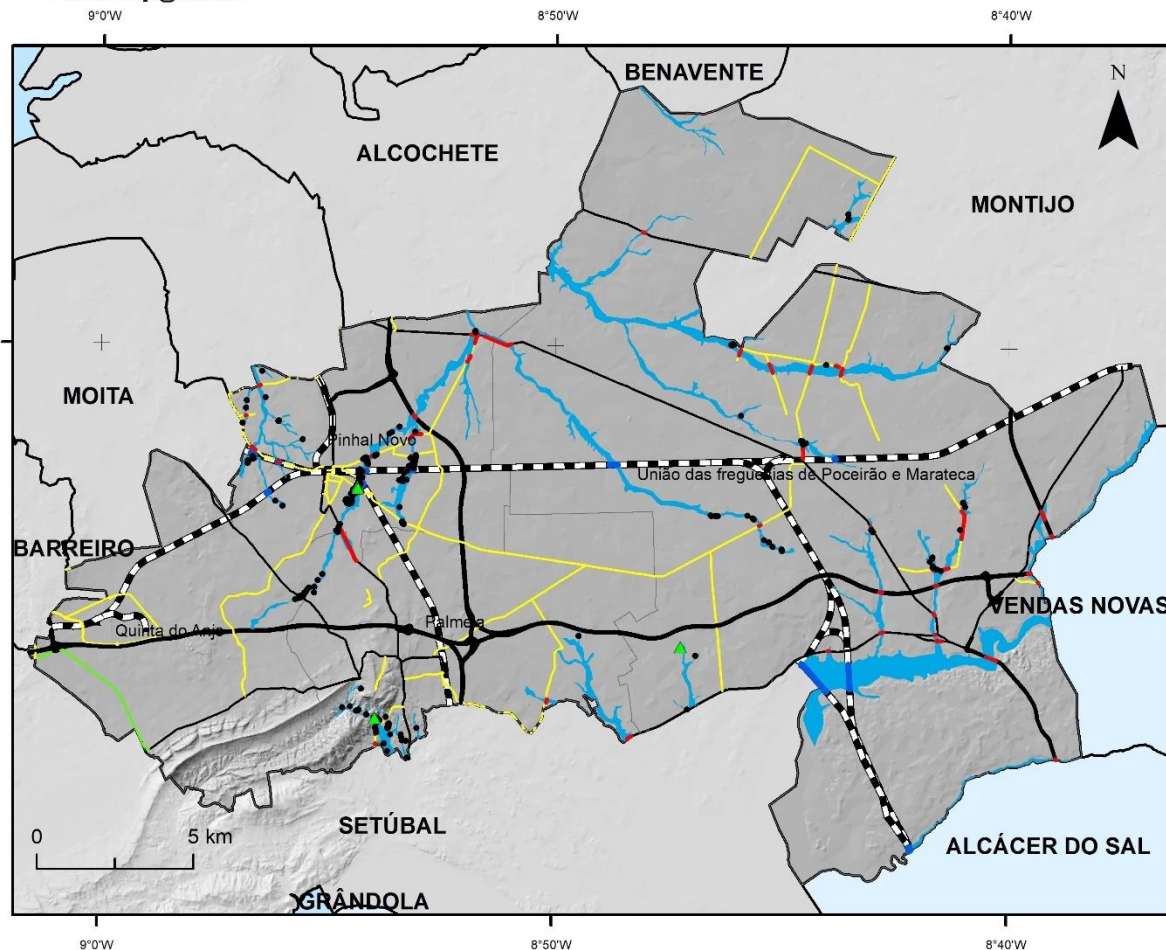 9°0'W
8°50'W
8°40'W
BENAVENTE
N
ALCOCHETE
MONTIJO
MOITA
Pinhal Novo
União das freguesias de Poceirão e Marateca
BARREIRO
VENDAS NOVAS
Quinta do Anjo
Palmela
0
5 km
SETÚBAL
ALCÁCER DO SAL
GRÂNDOLA
9°0'W
8°50'W
8°40'W